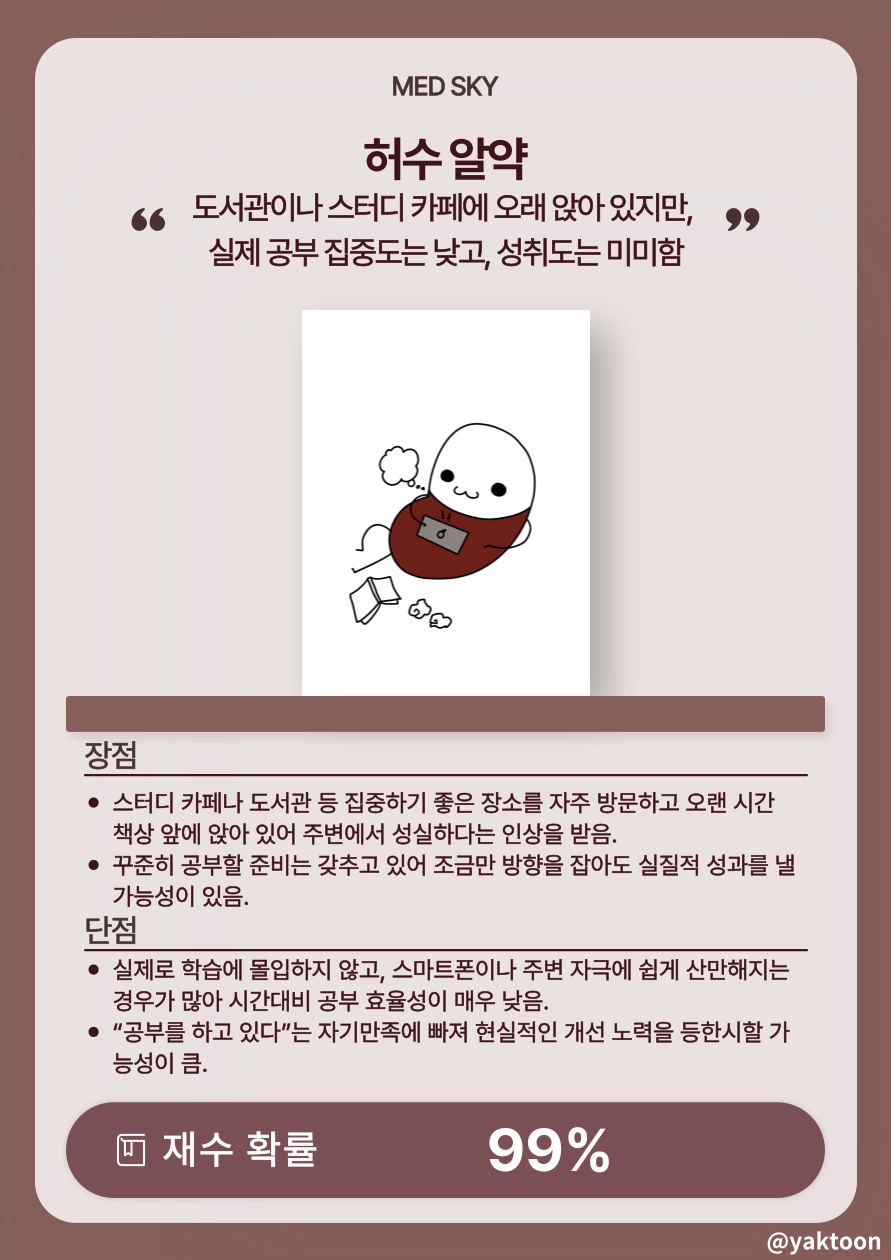 MED SKY
허수 알약
“ 도서관이나 스터디 카페에 오래 앉아 있지만, ”
실제 공부 집중도는 낮고, 성취도는 미미함
장점
• 스터디 카페나 도서관 등 집중하기 좋은 장소를 자주 방문하고 오랜 시간
책상 앞에 앉아 있어 주변에서 성실하다는 인상을 받음.
• 꾸준히 공부할 준비는 갖추고 있어 조금만 방향을 잡아도 실질적 성과를 낼
가능성이 있음.
단점
• 실제로 학습에 몰입하지 않고, 스마트폰이나 주변 자극에 쉽게 산만해지는
경우가 많아 시간대비 공부 효율성이 매우 낮음.
• “공부를 하고 있다”는 자기만족에 빠져 현실적인 개선 노력을 등한시할 가
능성이 큼.
재수 확률 99%
@yaktoon